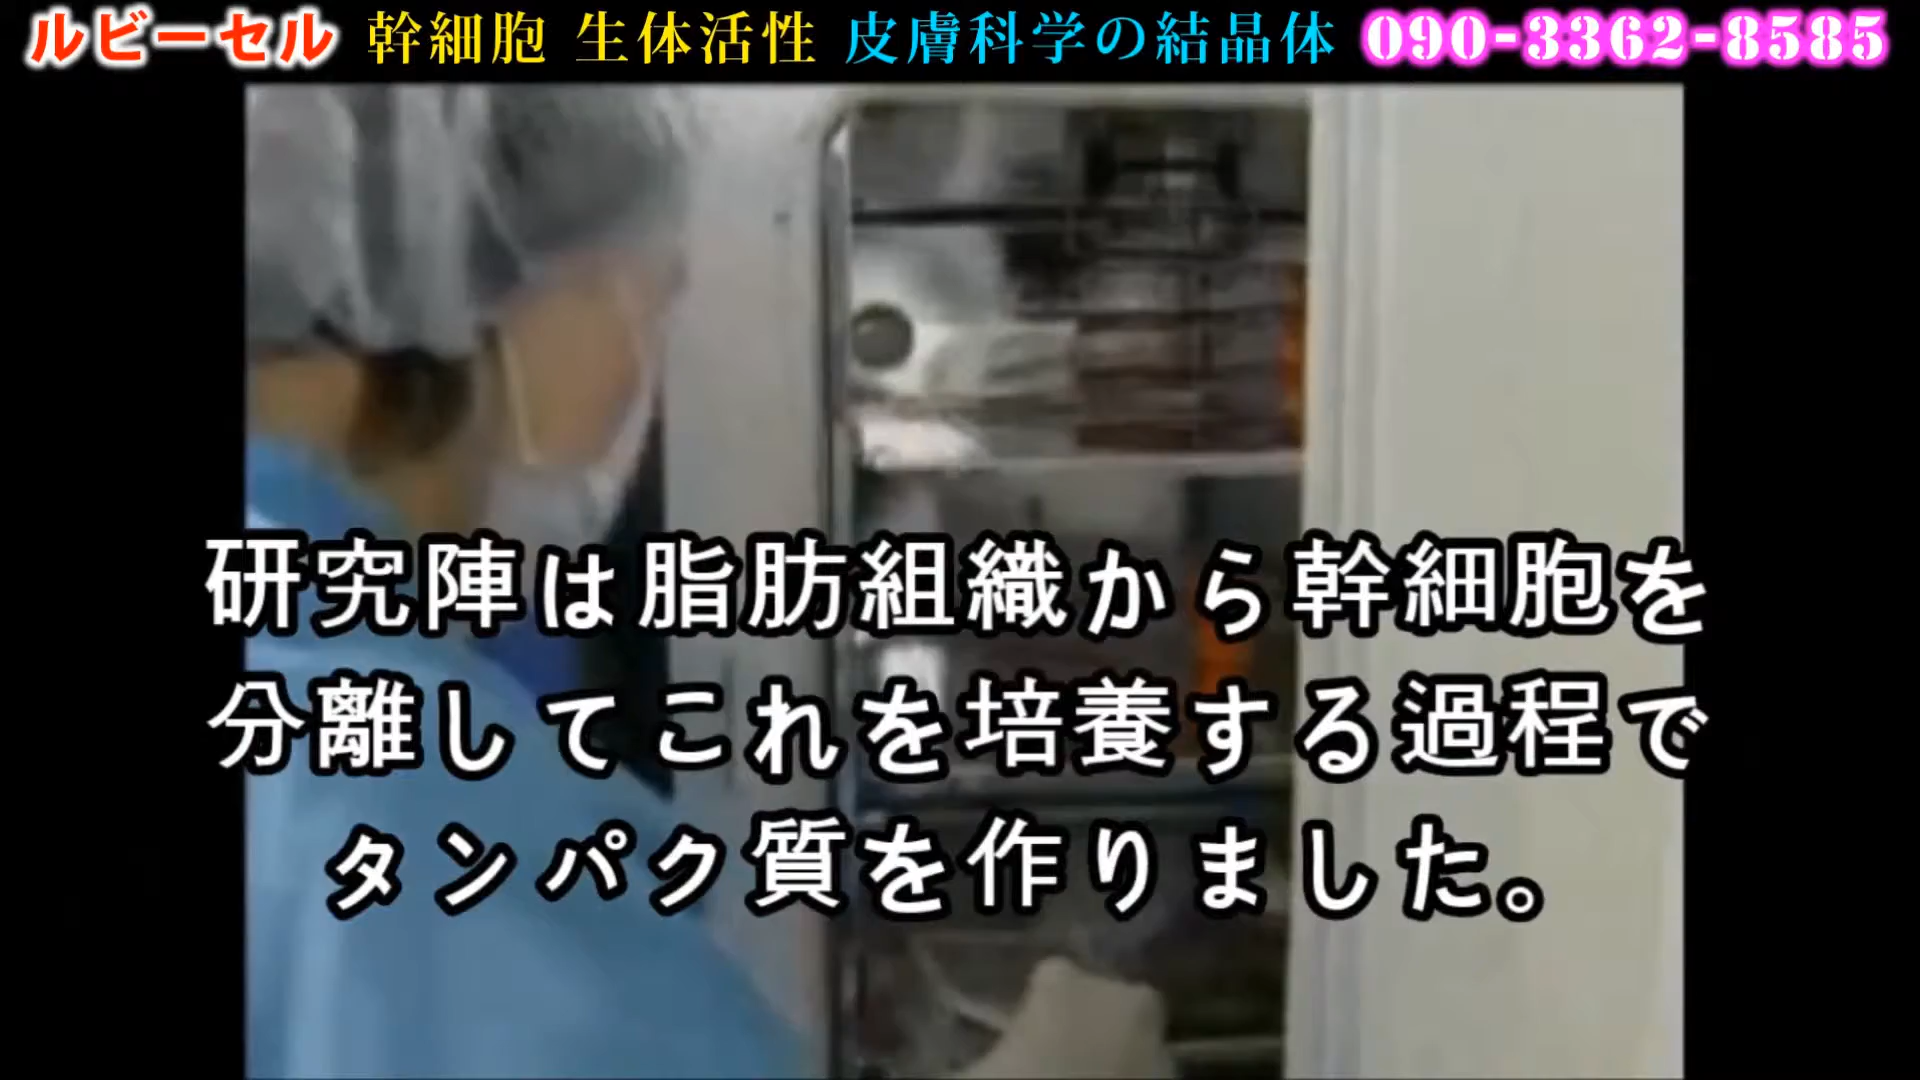 ルビーセル 幹細胞 生体活性 皮膚科学の結晶体 090-3362-8585
研究陣は脂肪組織から幹細胞を
分離してこれを培養する過程で
タンパク質を作りました。